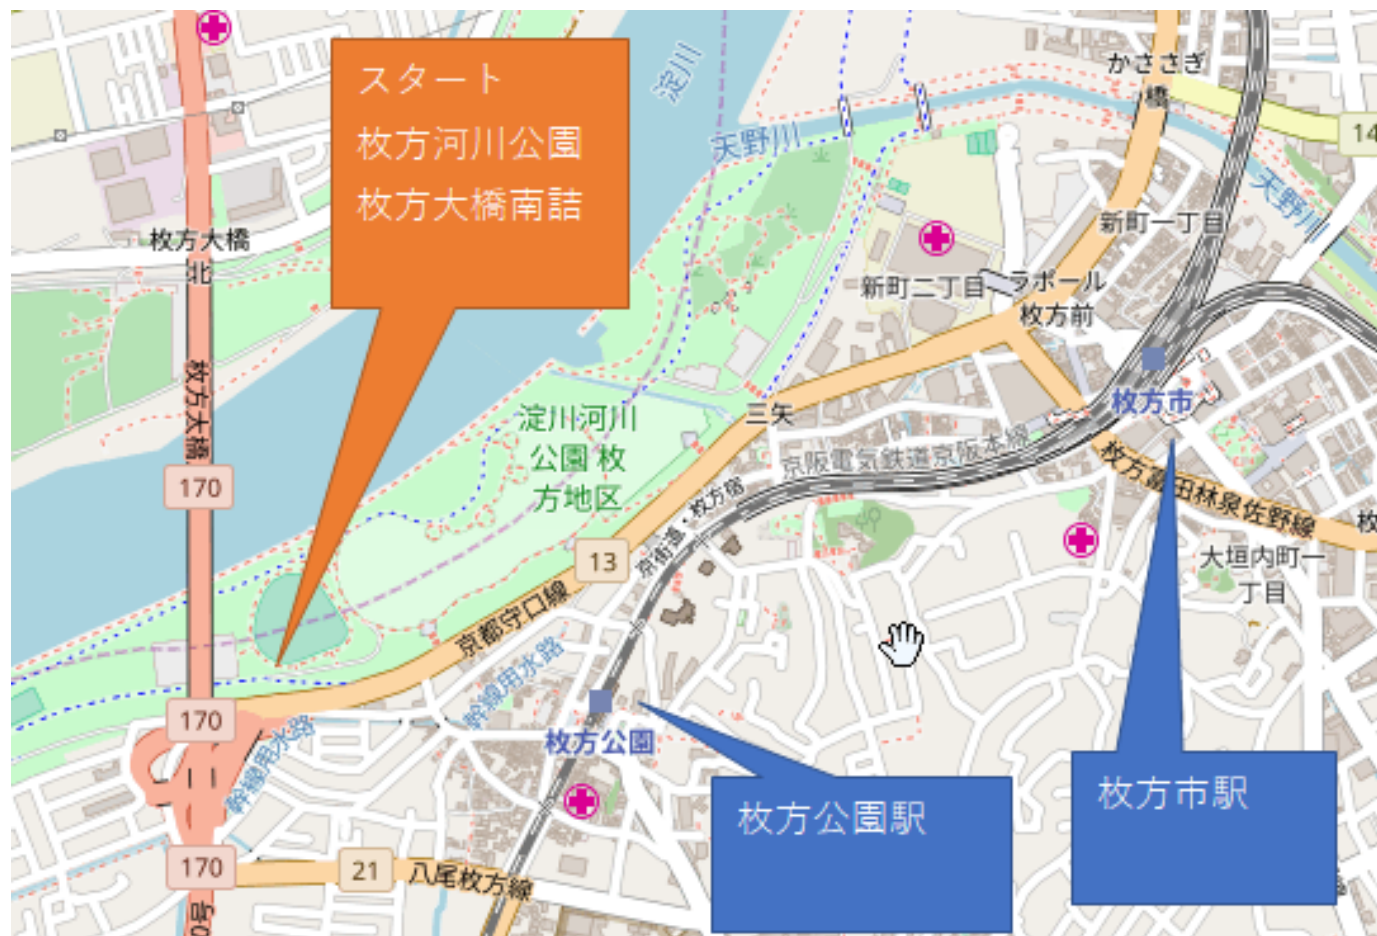 スタート
枚方河川公園
枚方大橋南詰
淀川
天野川
かささぎ
橋
14
天野川
枚方大橋
北
新町一丁目
新町二丁目
ラポール
枚方前
枚方大橋
淀川河川
公園 枚
方地区
三矢
枚方市
京阪電気鉄道京阪本線
170
京街道・枚方宿
枚方富田林泉佐野線
枚
13
大垣内町一
丁目
京都守口線
幹線用水路
170
幹線用水路
枚方公園
枚方公園駅
枚方市駅
170
21
八尾枚方線